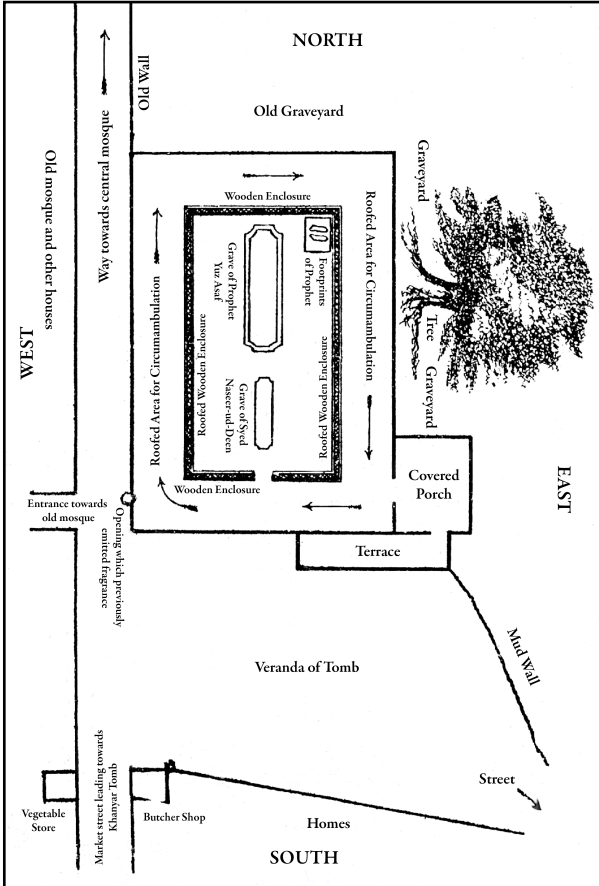 NORTH
Old Wall
Old Graveyard
Way towards central mosque
Old mosque and other houses
WEST
Wooden Enclosure
Roofed Area for Circumambulation
Roofed Wooden Enclosure
Grave of Prophet
Yuz Asaf
Footprints
of Prophet
Grave of Syed
Naseer-ud-Deen
Roofed Wooden Enclosure
Roofed Area for Circumambulation
Wooden Enclosure
Graveyard
Tree
Graveyard
Covered
Porch
EAST
Entrance towards
old mosque
Opening which previously
emitted fragrance
Terrace
Veranda of Tomb
Mud Wall
Street
Vegetable
Store
Market street leading towards
Khanyar Tomb
Butcher Shop
Homes
SOUTH